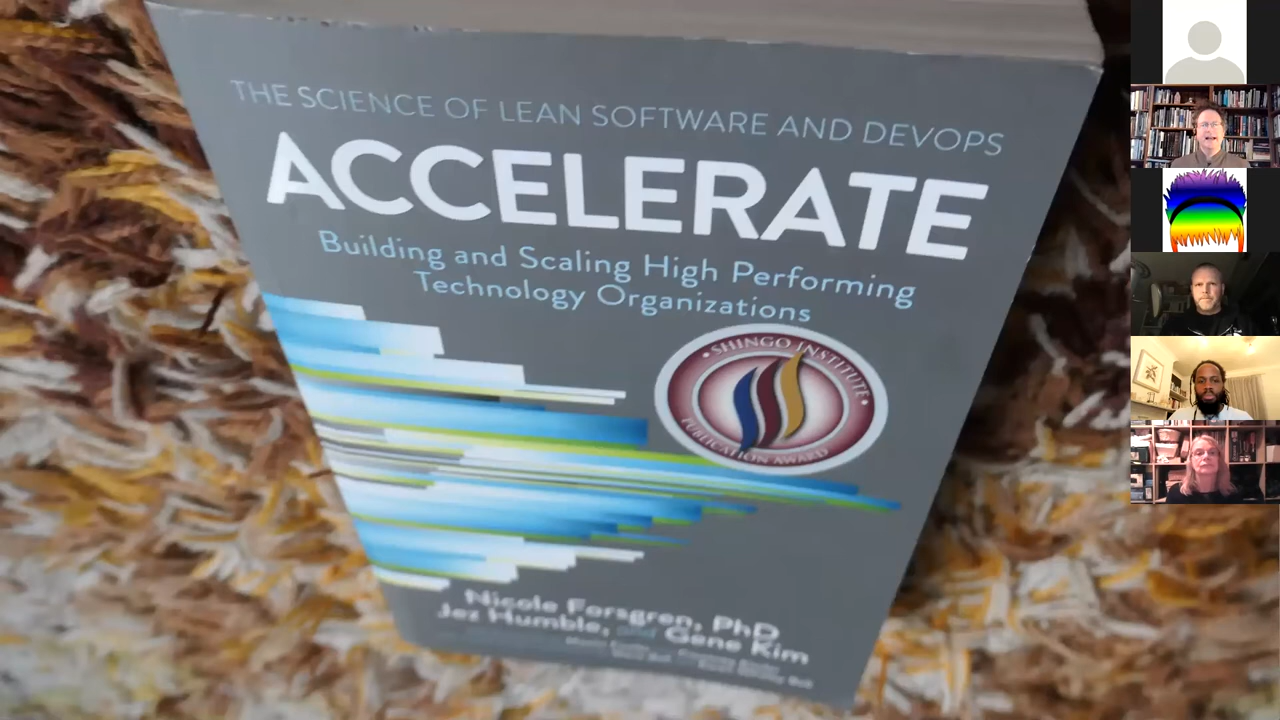 THE SCIENCE OF LEAN SOFTWARE AND DEVOPS
ACCELERATE
Building and Scaling High Performing
Technology Organizations
SHINGO INSTITUTE
PUBLICATION AWARD
Nicole Forsgren, PhD
Jez Humble, and Gene Kim